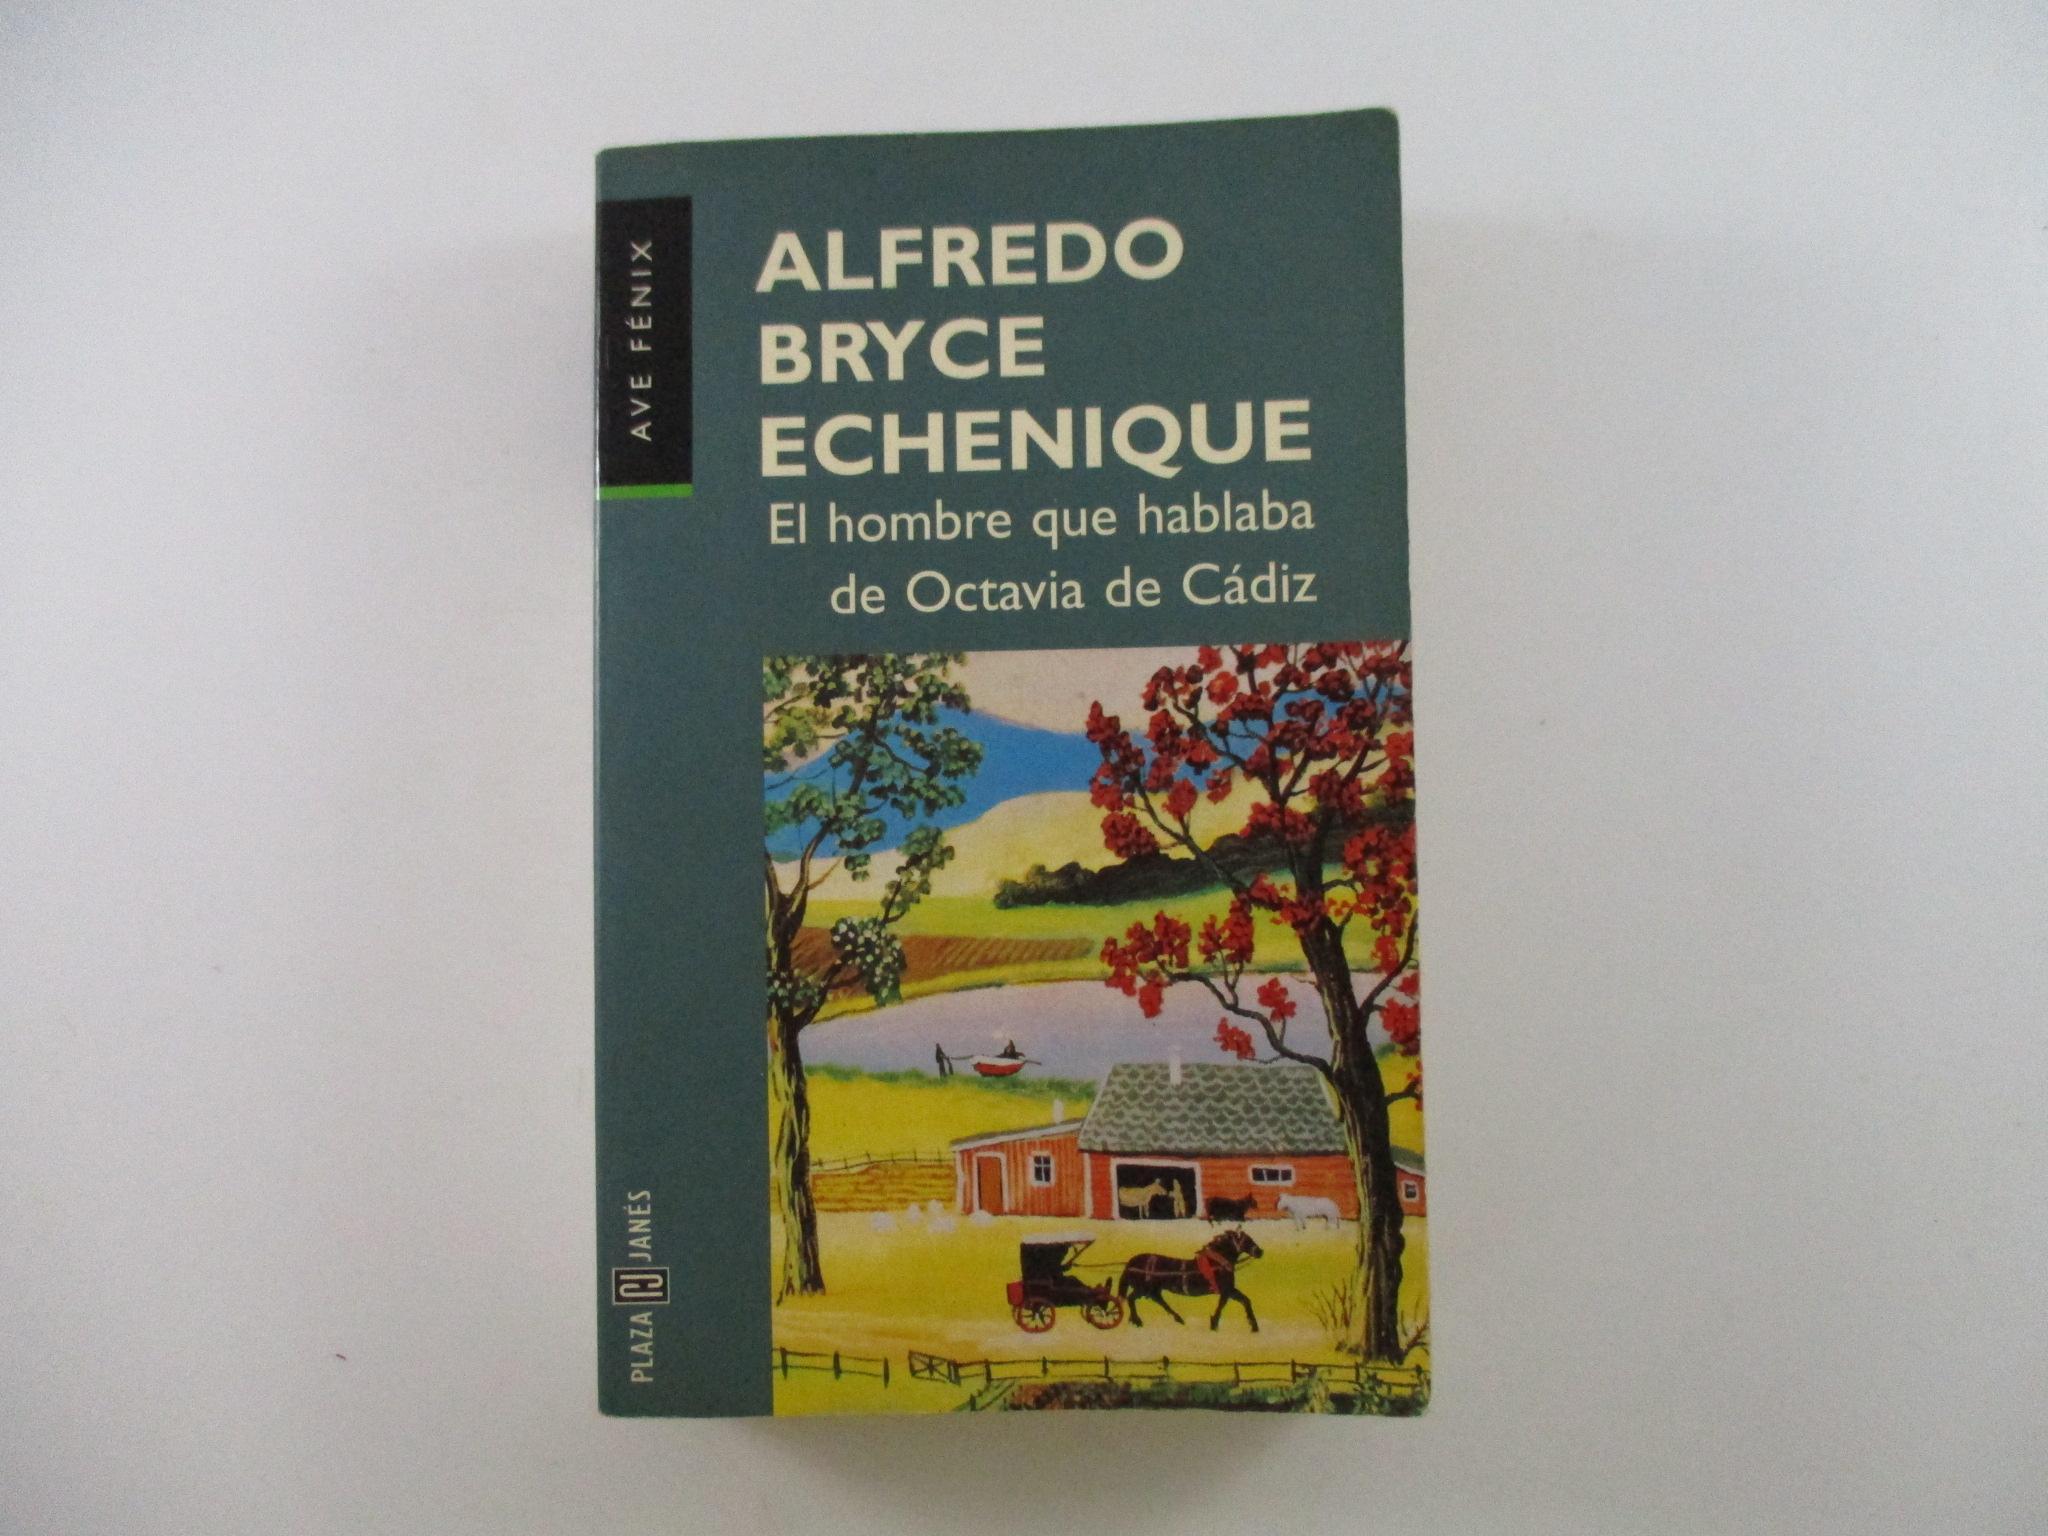 AVE FÉNIX
ALFREDO
BRYCE
ECHENIQUE
El hombre que hablaba
de Octavia de Cádiz
PLAZA PJ JANÉS